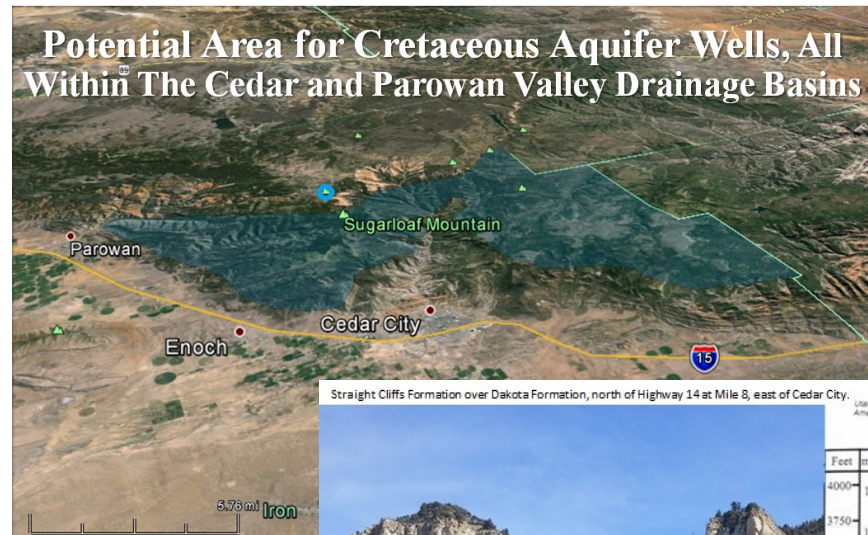 Potential Area for Cretaceous Aquifer Wells, All
Within The Cedar and Parowan Valley Drainage Basins
Sugarloaf Mountain
Parowan
Cedar City
Enoch
15
Straight Cliffs Formation over Dakota Formation, north of Highway 14 at Mile 8, east of Cedar City.
Feet
4000
3750
5.76 mi
Iron